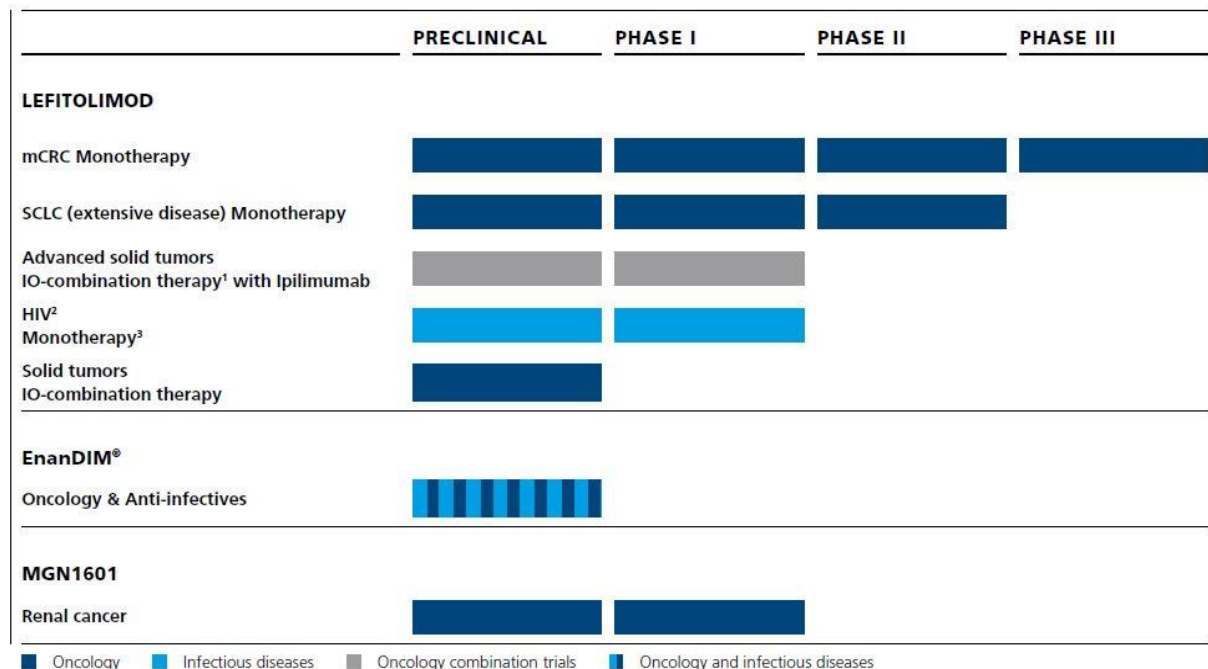 PRECLINICAL PHASE I PHASE II PHASE III
LEFITOLIMOD
mCRC Monotherapy
SCLC (extensive disease) Monotherapy
Advanced solid tumors
IO-combination therapy¹ with Ipilimumab
HIV²
Monotherapy³
Solid tumors
IO-combination therapy
EnanDIM®
Oncology & Anti-infectives
MGN1601
Renal cancer
Oncology Infectious diseases Oncology combination trials Oncology and infectious diseases